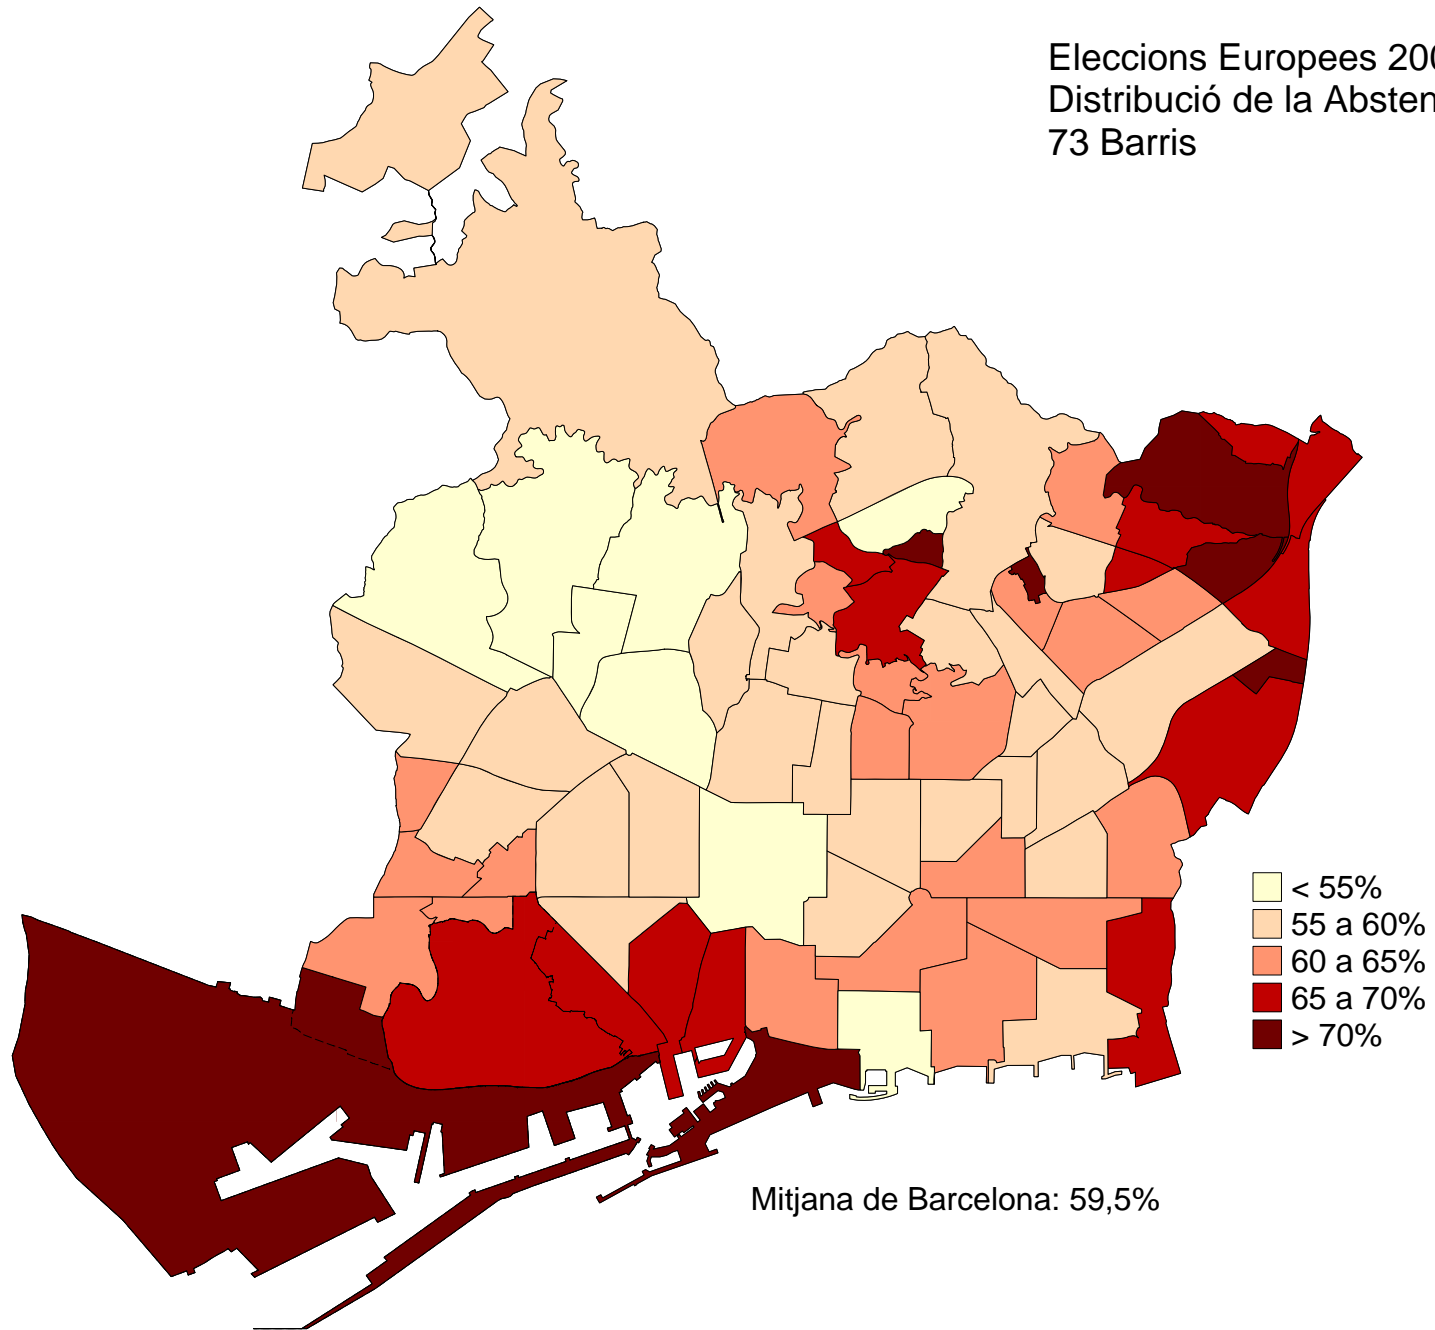 Eleccions Europees 200
Distribució de la Absten
73 Barris
< 55%
55 a 60%
60 a 65%
65 a 70%
> 70%
Mitjana de Barcelona: 59,5%